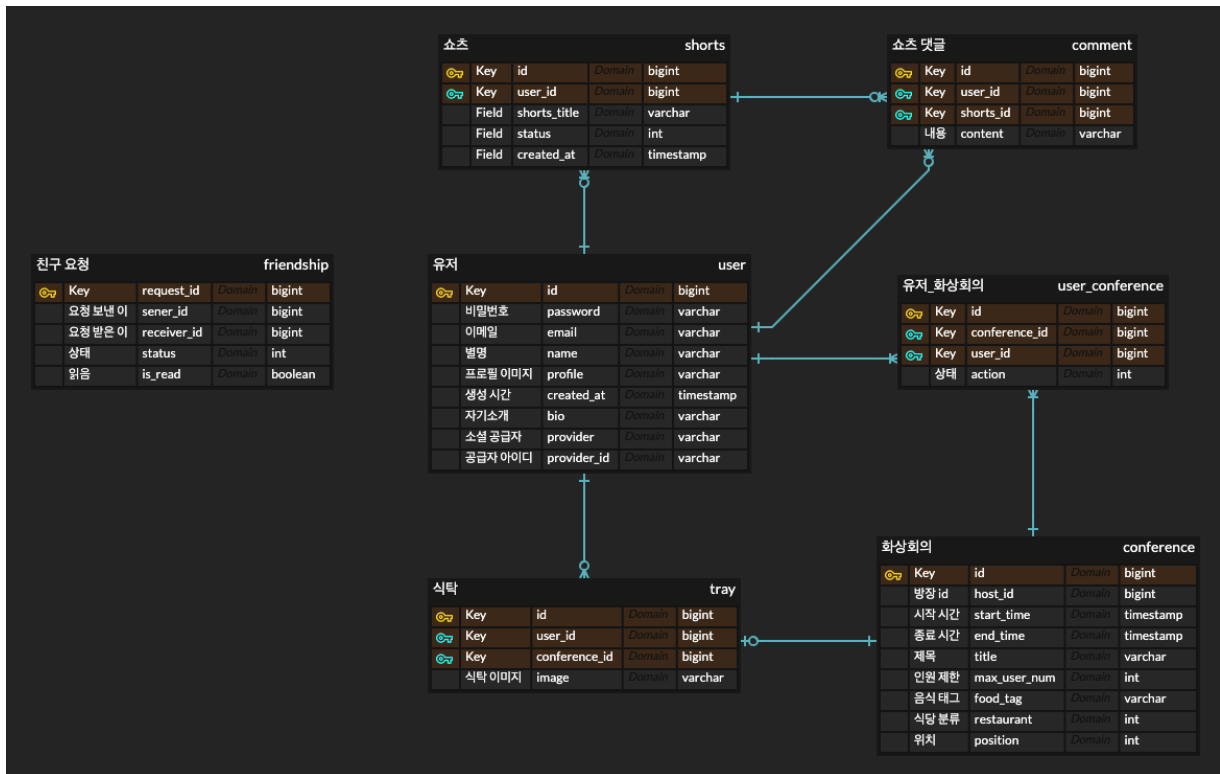 쇼츠 shorts
Key id Domain bigint
Key user_id Domain bigint
Field shorts_title Domain varchar
Field status Domain int
Field created_at Domain timestamp
쇼츠 댓글 comment
Key id Domain bigint
Key user_id Domain bigint
Key shorts_id Domain bigint
내용 content Domain varchar
친구 요청 friendship
Key request_id Domain bigint
요청 보낸 이 sener_id Domain bigint
요청 받은 이 receiver_id Domain bigint
상태 status Domain int
읽음 is_read Domain boolean
유저 user
Key id Domain bigint
비밀번호 password Domain varchar
이메일 email Domain varchar
별명 name Domain varchar
프로필 이미지 profile Domain varchar
생성 시간 created_at Domain timestamp
자기소개 bio Domain varchar
소셜 공급자 provider Domain varchar
공급자 아이디 provider_id Domain varchar
유저_화상회의 user_conference
Key id Domain bigint
Key conference_id Domain bigint
Key user_id Domain bigint
상태 action Domain int
식탁 tray
Key id Domain bigint
Key user_id Domain bigint
Key conference_id Domain bigint
식탁 이미지 image Domain varchar
화상회의 conference
Key id Domain bigint
방장 id host_id Domain bigint
시작 시간 start_time Domain timestamp
종료 시간 end_time Domain timestamp
제목 title Domain varchar
인원 제한 max_user_num Domain int
음식 태그 food_tag Domain varchar
식당 분류 restaurant Domain int
위치 position Domain int